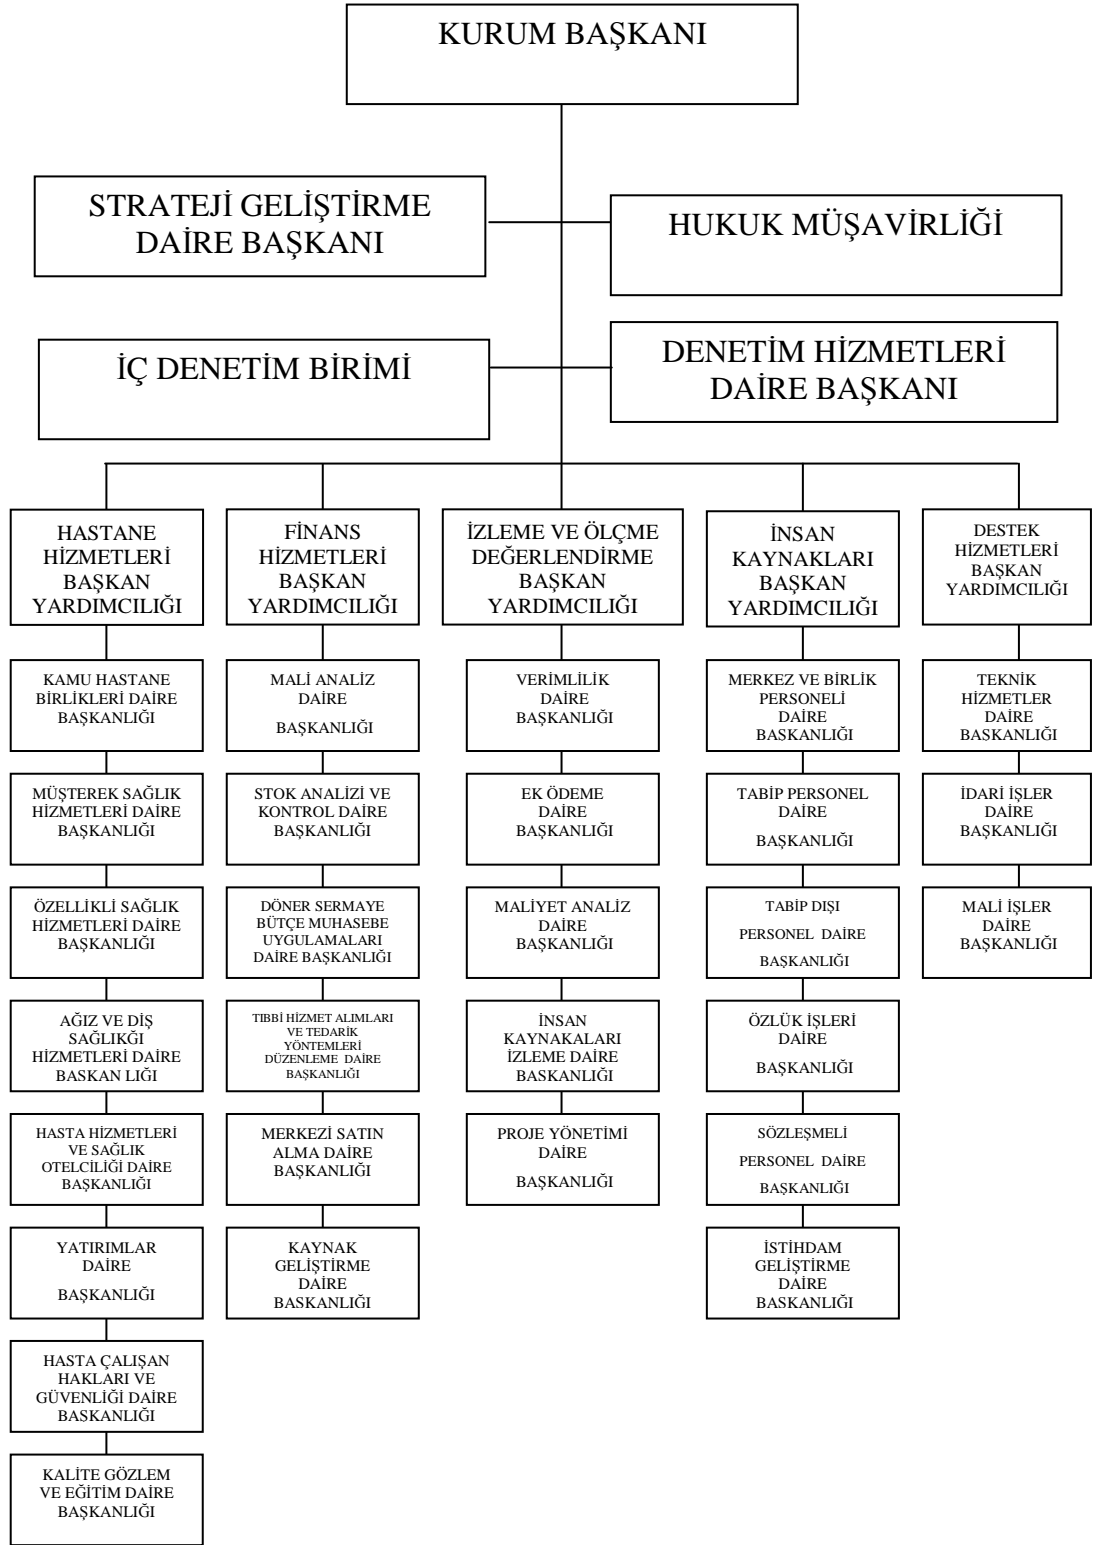 KURUM BAŞKANI
STRATEJİ GELİŞTİRME
DAİRE BAŞKANI
HUKUK MÜŞAVİRLİĞİ
İÇ DENETİM BİRİMİ
DENETİM HİZMETLERİ
DAİRE BAŞKANI
HASTANE
HİZMETLERİ
BAŞKAN
YARDIMCILIĞI
KAMU HASTANE
BİRLİKLERİ DAİRE
BAŞKANLIĞI
MÜŞTEREK SAĞLIK
HİZMETLERİ DAİRE
BAŞKANLIĞI
ÖZELLİKLİ SAĞLIK
HİZMETLERİ DAİRE
BAŞKANLIĞI
AĞIZ VE DİŞ
SAĞLIKĞI
HİZMETLERİ DAİRE
BASKAN LIĞI
HASTA HİZMETLERİ
VE SAĞLIK
OTELCİLİĞİ DAİRE
BAŞKANLIĞI
YATIRIMLAR
DAİRE
BAŞKANLIĞI
HASTA ÇALIŞAN
HAKLARI VE
GÜVENLİĞİ DAİRE
BAŞKANLIĞI
KALİTE GÖZLEM
VE EĞİTİM DAİRE
BAŞKANLIĞI
FİNANS
HİZMETLERİ
BAŞKAN
YARDIMCILIĞI
MALİ ANALİZ
DAİRE
BAŞKANLIĞI
STOK ANALİZİ VE
KONTROL DAİRE
BAŞKANLIĞI
DÖNER SERMAYE
BÜTÇE MUHASEBE
UYGULAMALARI
DAİRE BAŞKANLIĞI
TIBBİ HİZMET ALIMLARI
VE TEDARİK
YÖNTEMLERİ
DÜZENLEME DAİRE
BAŞKANLIĞI
MERKEZİ SATIN
ALMA DAİRE
BAŞKANLIĞI
KAYNAK
GELİŞTİRME
DAİRE
BASKANLIĞI
İZLEME VE ÖLÇME
DEĞERLENDİRME
BAŞKAN
YARDIMCILIĞI
VERİMLİLİK
DAİRE
BAŞKANLIĞI
EK ÖDEME
DAİRE
BAŞKANLIĞI
MALİYET ANALİZ
DAİRE
BAŞKANLIĞI
İNSAN
KAYNAKALARI
İZLEME DAİRE
BASKANLIĞI
PROJE YÖNETİMİ
DAİRE
BAŞKANLIĞI
İNSAN
KAYNAKLARI
BAŞKAN
YARDIMCILIĞI
MERKEZ VE BİRLİK
PERSONELİ
DAİRE
BASKANLIĞI
TABİP PERSONEL
DAİRE
BAŞKANLIĞI
TABİP DIŞI
PERSONEL DAİRE
BAŞKANLIĞI
ÖZLÜK İŞLERİ
DAİRE
BAŞKANLIĞI
SÖZLEŞMELİ
PERSONEL DAİRE
BAŞKANLIĞI
İSTİHDAM
GELİŞTİRME
DAİRE
BASKANLIĞI
DESTEK
HİZMETLERİ
BAŞKAN
YARDIMCILIĞI
TEKNİK
HİZMETLER
DAİRE
BASKANLIĞI
İDARİ İŞLER
DAİRE
BAŞKANLIĞI
MALİ İŞLER
DAİRE
BAŞKANLIĞI